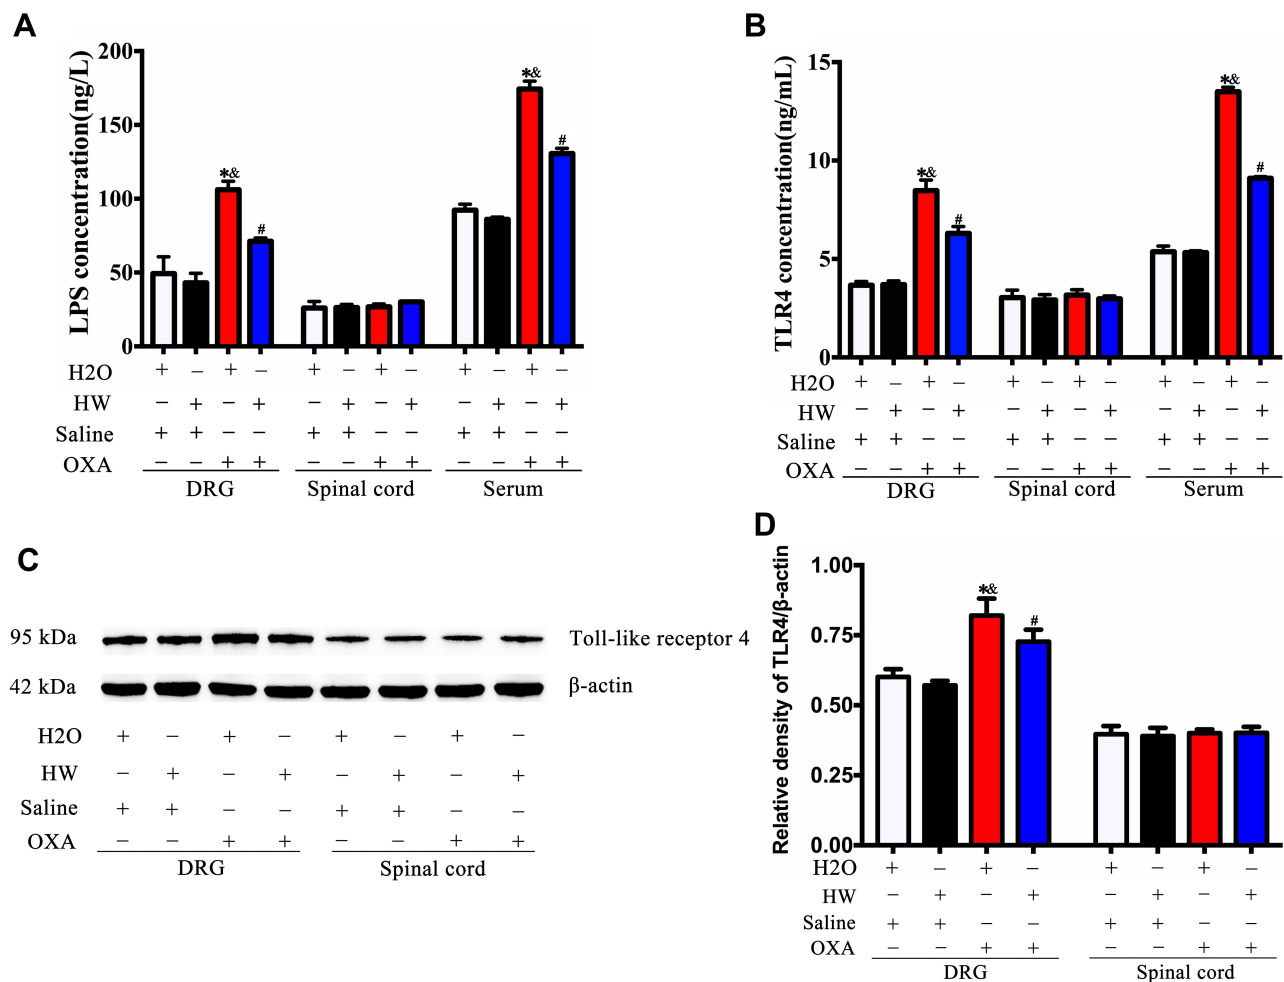 A
LPS concentration(ng/L)
200
150
100
50
0
*& # *& #
H2O + − + − + − + − + − + −
HW − + − + − + − + − + − +
Saline + + − − + + − − + + − −
OXA − − + + − − + + − − + +
DRG Spinal cord Serum
B
TLR4 concentration(ng/mL)
15
10
5
0
*& # *& #
H2O + − + − + − + − + − + −
HW − + − + − + − + − + − +
Saline + + − − + + − − + + − −
OXA − − + + − − + + − − + +
DRG Spinal cord Serum
C
95 kDa Toll-like receptor 4
42 kDa β-actin
H2O + − + − + − + −
HW − + − + − + − +
Saline + + − − + + − −
OXA − − + + − − + +
DRG Spinal cord
D
Relative density of TLR4/β-actin
1.00
0.75
0.50
0.25
0.00
*& #
H2O + − + − + − + −
HW − + − + − + − +
Saline + + − − + + − −
OXA − − + + − − + +
DRG Spinal cord